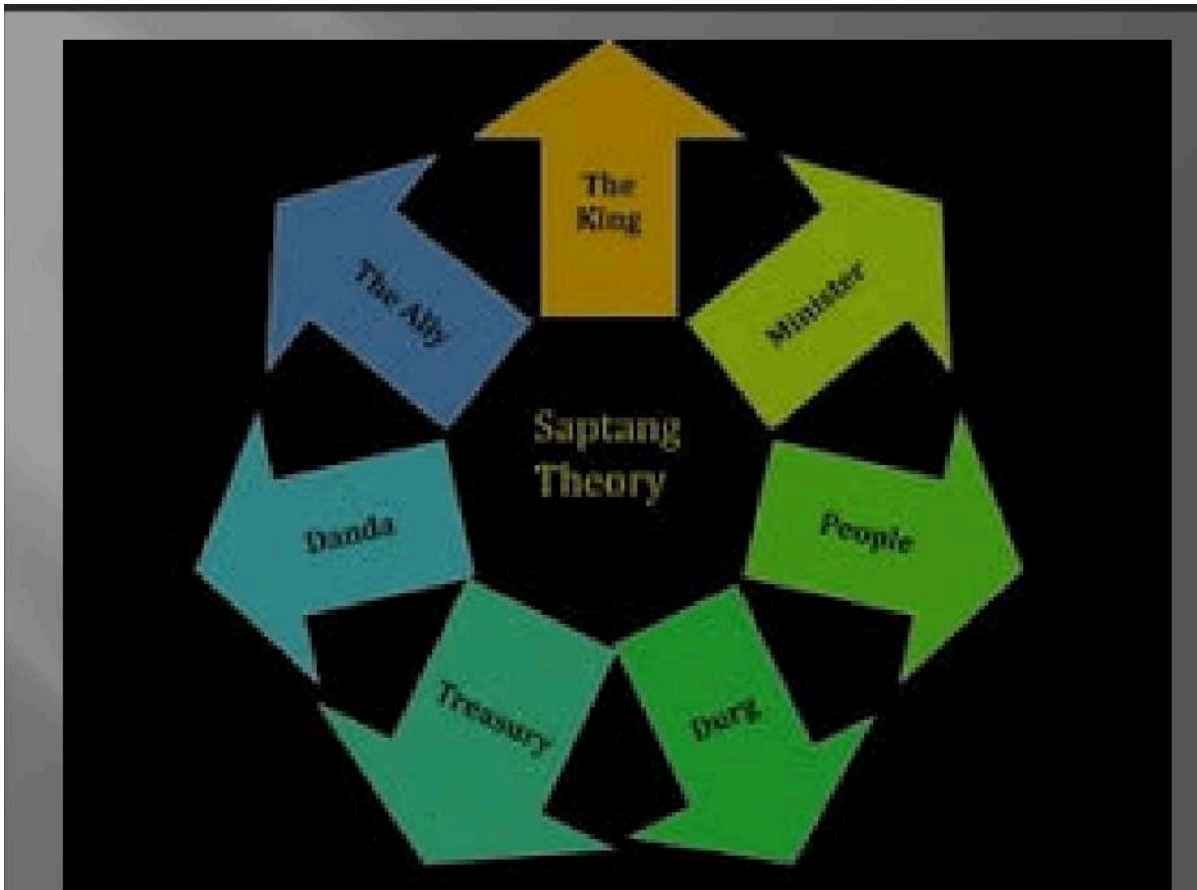 The
King
Minister
People
Durg
Treasury
Danda
The Ally
Saptang
Theory